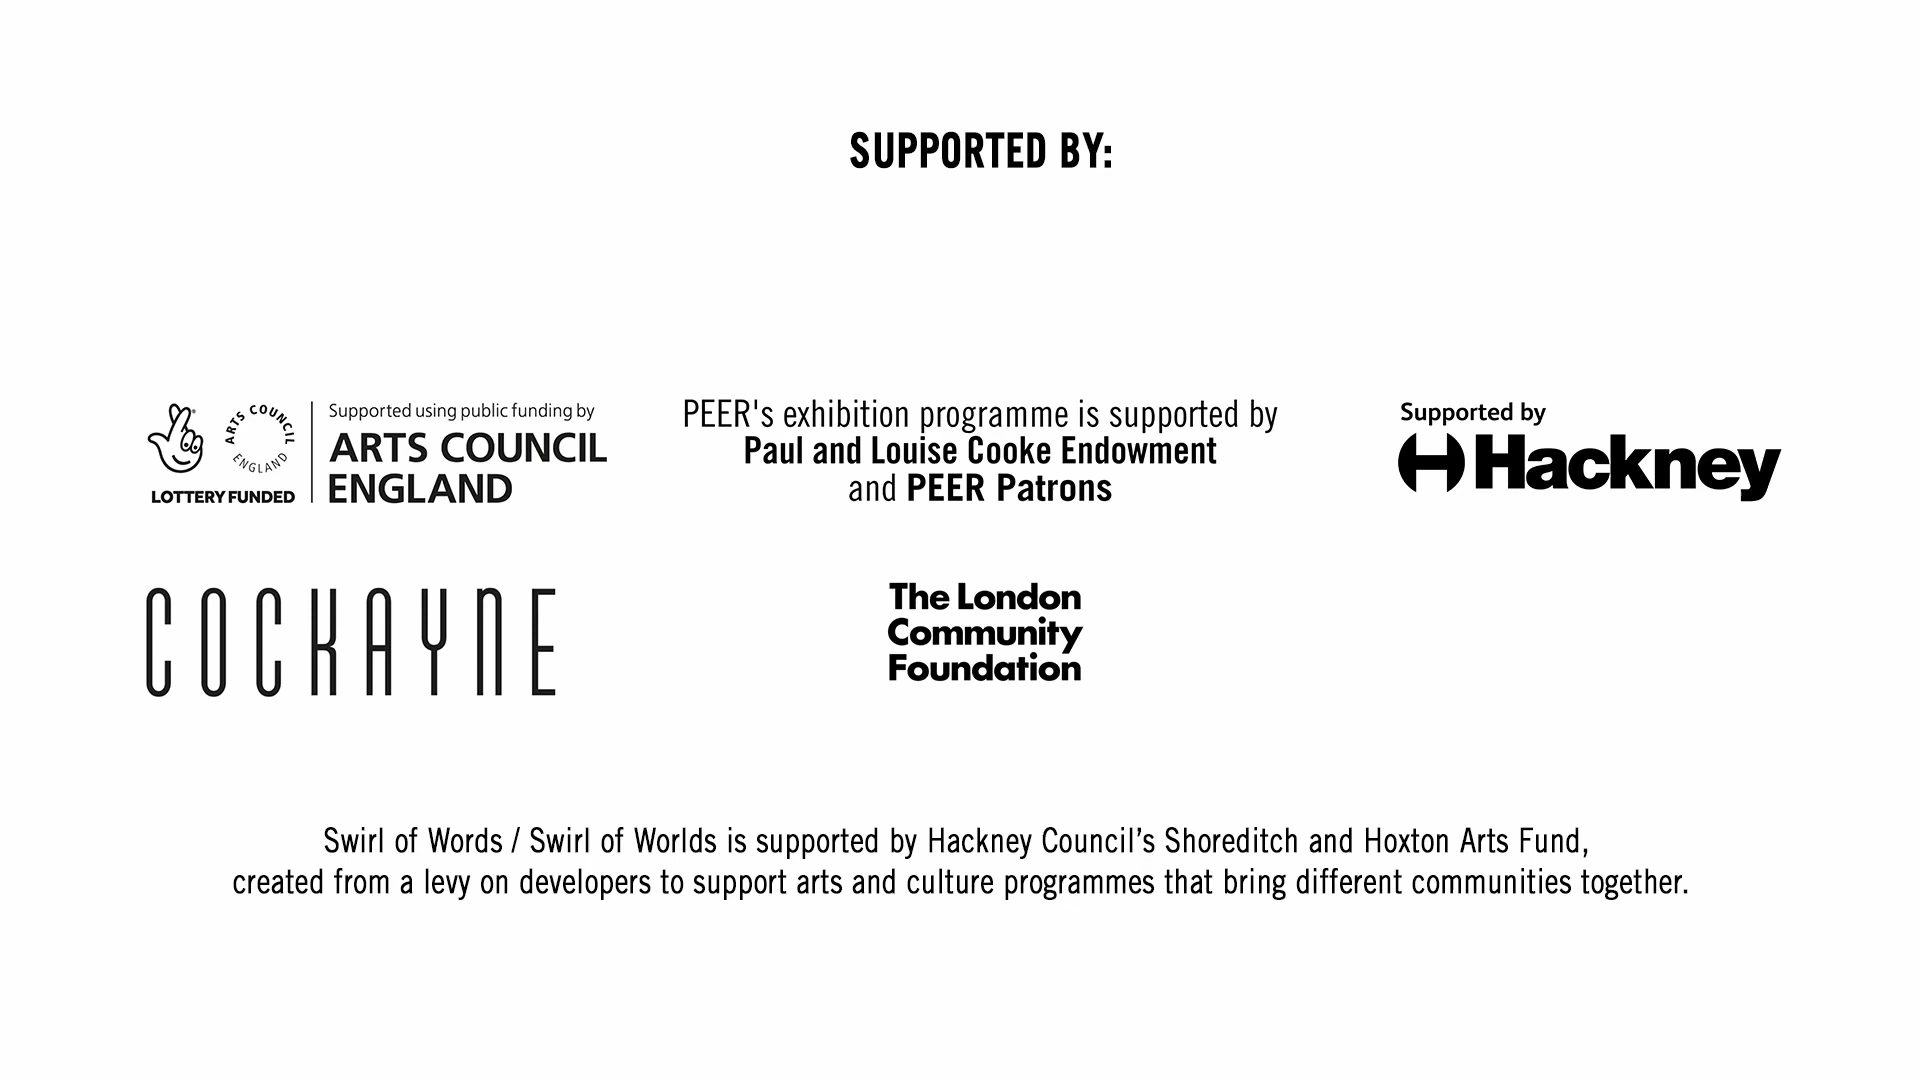 SUPPORTED BY:
ARTS COUNCIL
ENGLAND
LOTTERY FUNDED
Supported using public funding by
ARTS COUNCIL
ENGLAND
PEER's exhibition programme is supported by
Paul and Louise Cooke Endowment
and PEER Patrons
Supported by
Hackney
COCKAYNE
The London
Community
Foundation
Swirl of Words / Swirl of Worlds is supported by Hackney Council’s Shoreditch and Hoxton Arts Fund,
created from a levy on developers to support arts and culture programmes that bring different communities together.